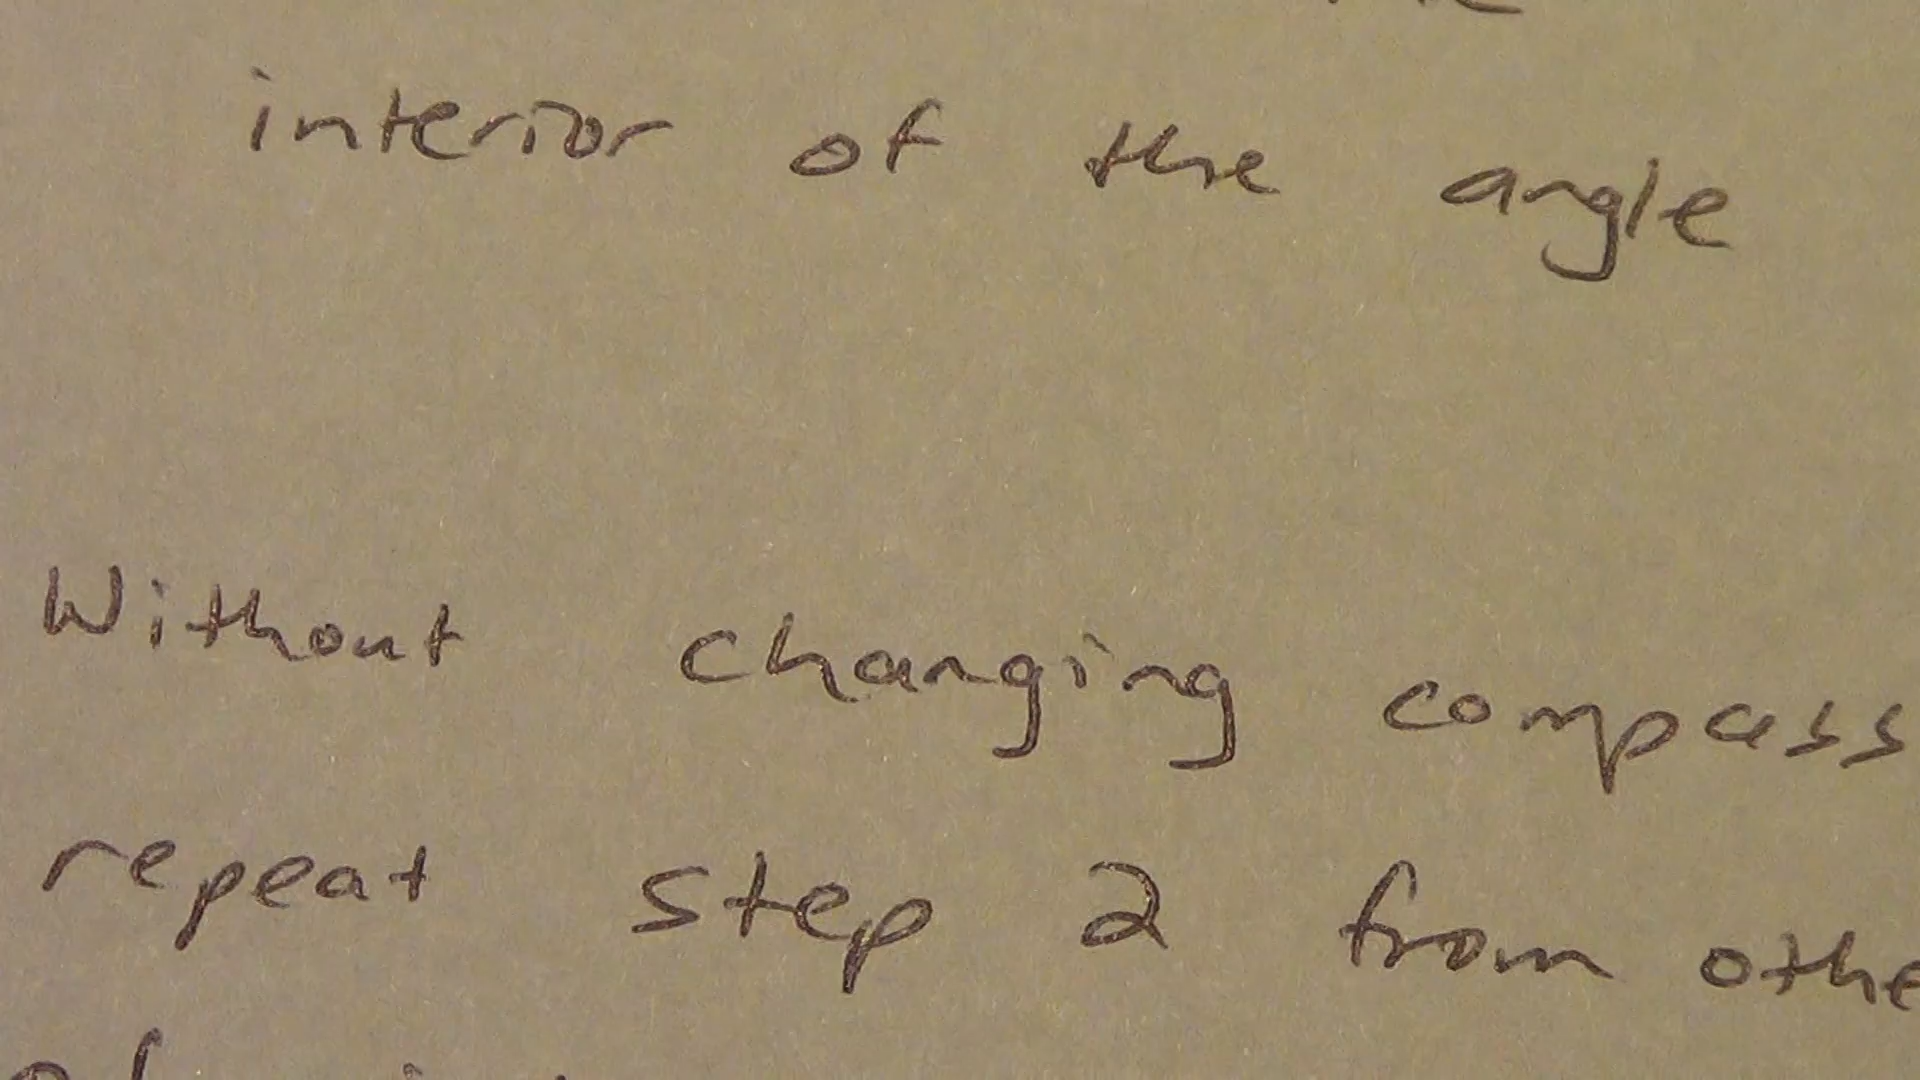 interior of the angle
Without changing compass
repeat step 2 from othe